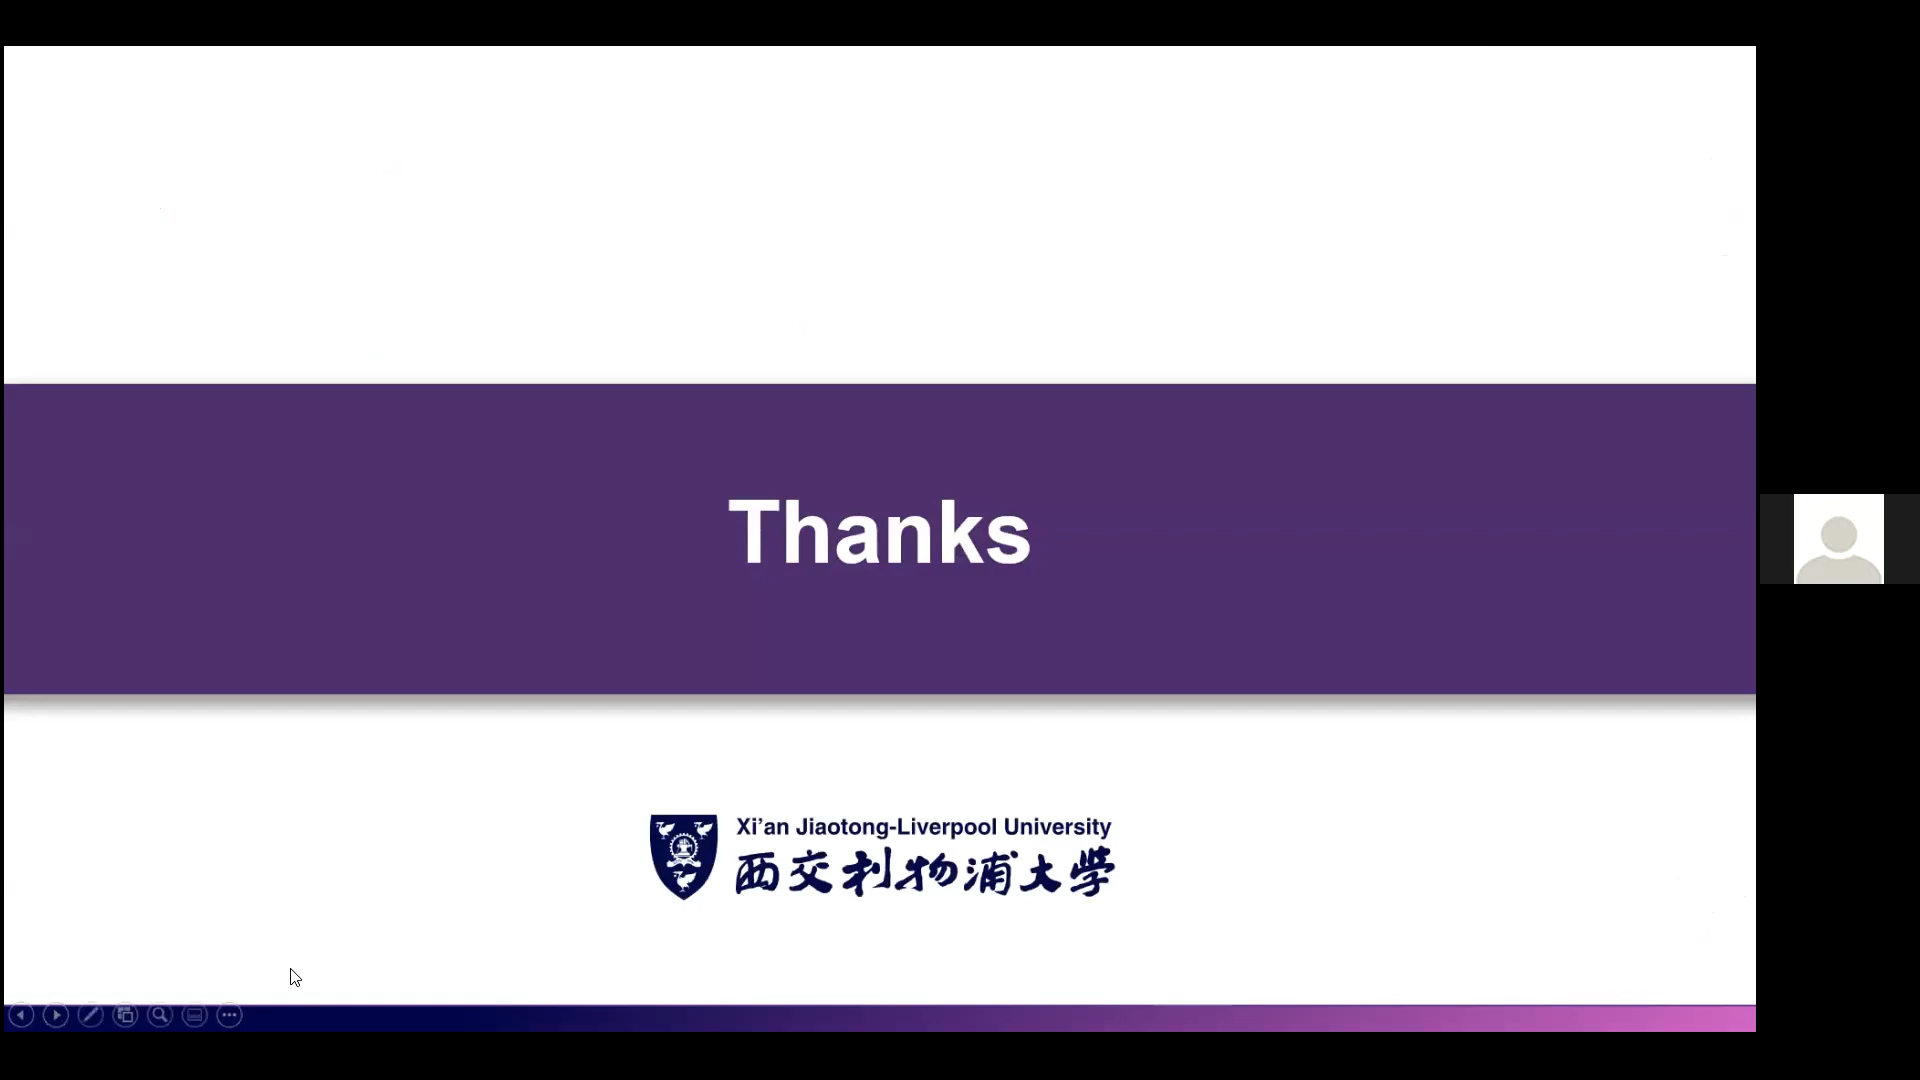 Thanks
Xi'an Jiaotong-Liverpool University
西交利物浦大學